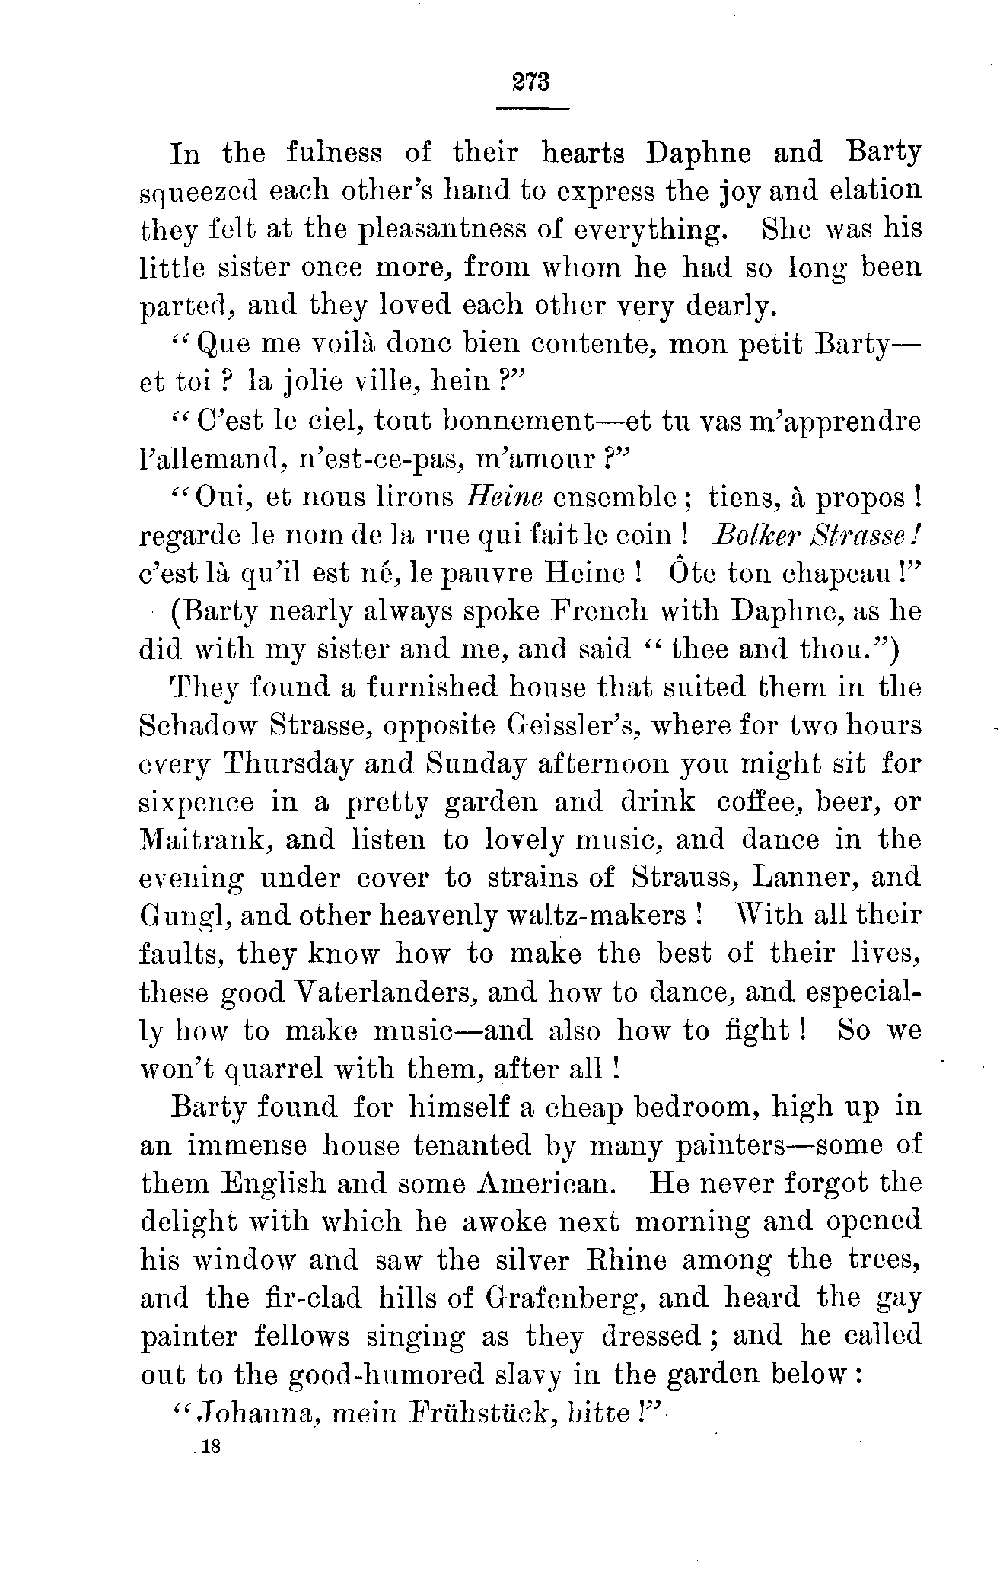 273
In the fulness of their hearts Daphne and Barty
squeezed each other's hand to express the joy and elation
they felt at the pleasantness of everything. She was his
little sister once more, from whom he had so long been
parted, and they loved each other very dearly.
“Que me voilà donc bien contente, mon petit Barty—
et toi ? la jolie ville, hein ?”
“C'est le ciel, tout bonnement—et tu vas m'apprendre
l'allemand, n'est-ce-pas, m'amour ?”
“Oui, et nous lirons Heine ensemble ; tiens, à propos !
regarde le nom de la rue qui fait le coin ! Bolker Strasse !
c'est là qu'il est né, le pauvre Heine ! Ôte ton chapeau !”
(Barty nearly always spoke French with Daphne, as he
did with my sister and me, and said “ thee and thou.”)
They found a furnished house that suited them in the
Schadow Strasse, opposite Geissler's, where for two hours
every Thursday and Sunday afternoon you might sit for
sixpence in a pretty garden and drink coffee, beer, or
Maitrank, and listen to lovely music, and dance in the
evening under cover to strains of Strauss, Lanner, and
Gungl, and other heavenly waltz-makers ! With all their
faults, they know how to make the best of their lives,
these good Vaterlanders, and how to dance, and especial-
ly how to make music—and also how to fight ! So we
won't quarrel with them, after all !
Barty found for himself a cheap bedroom, high up in
an immense house tenanted by many painters—some of
them English and some American. He never forgot the
delight with which he awoke next morning and opened
his window and saw the silver Rhine among the trees,
and the fir-clad hills of Grafenberg, and heard the gay
painter fellows singing as they dressed ; and he called
out to the good-humored slavy in the garden below :
“Johanna, mein Frühstück, bitte !”
18